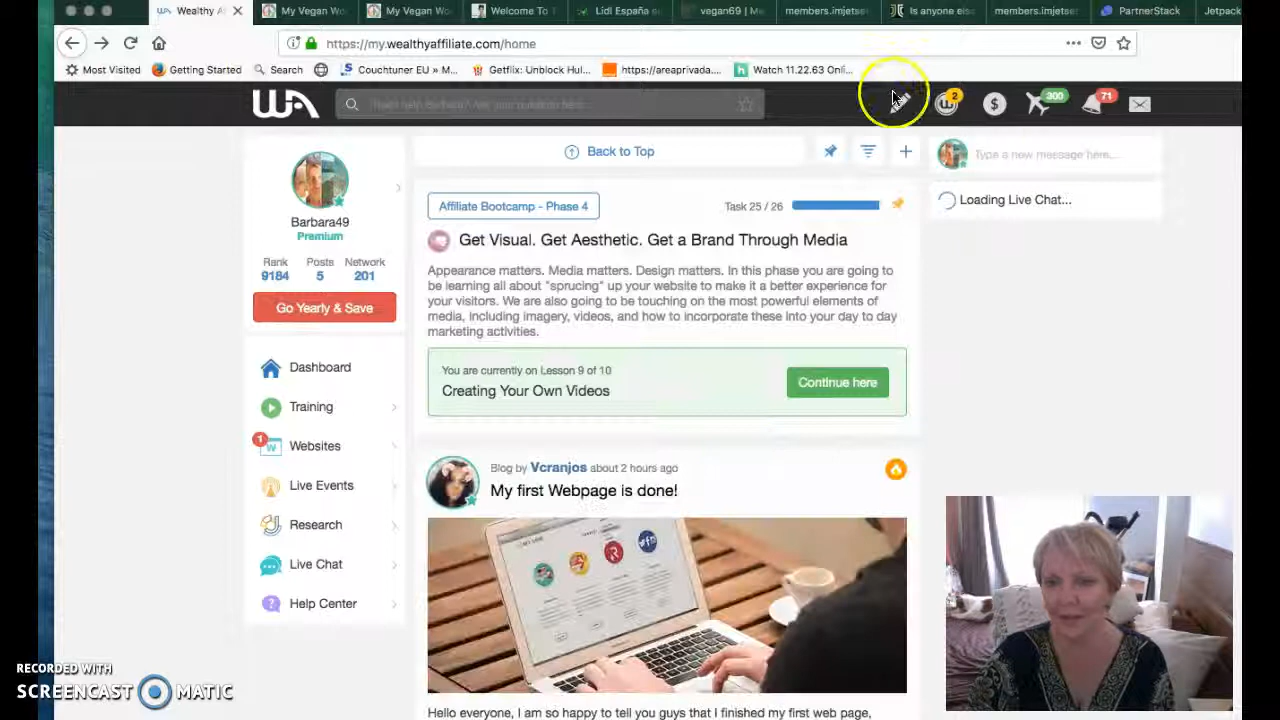 Wealthy A
My Vegan Wo
My Vegan Wo
Welcome To T
Lidl España e
vegan69 | Me
members.imjetse
Is anyone else
members.imjetse
PartnerStack
Jetpack
https://my.wealthyaffiliate.com/home
Most Visited
Getting Started
Search
Couchtuner EU » M...
Getflix: Unblock Hul...
https://areaprivada....
Watch 11.22.63 Onli...
WA
Need help Barbara? Ask your question here...
2
300
71
Back to Top
Type a new message here...
Loading Live Chat...
Barbara49
Premium
Rank Posts Network
9184 5 201
Go Yearly & Save
Dashboard
Training
1
Websites
Live Events
Research
Live Chat
Help Center
Affiliate Bootcamp - Phase 4
Task 25 / 26
Get Visual. Get Aesthetic. Get a Brand Through Media
Appearance matters. Media matters. Design matters. In this phase you are going to
be learning all about "sprucing" up your website to make it a better experience for
your visitors. We are also going to be touching on the most powerful elements of
media, including imagery, videos, and how to incorporate these into your day to day
marketing activities.
You are currently on Lesson 9 of 10
Creating Your Own Videos
Continue here
Blog by Vcranjos about 2 hours ago
My first Webpage is done!
Hello everyone, I am so happy to tell you guys that I finished my first web page,
RECORDED WITH
SCREENCAST MATIC